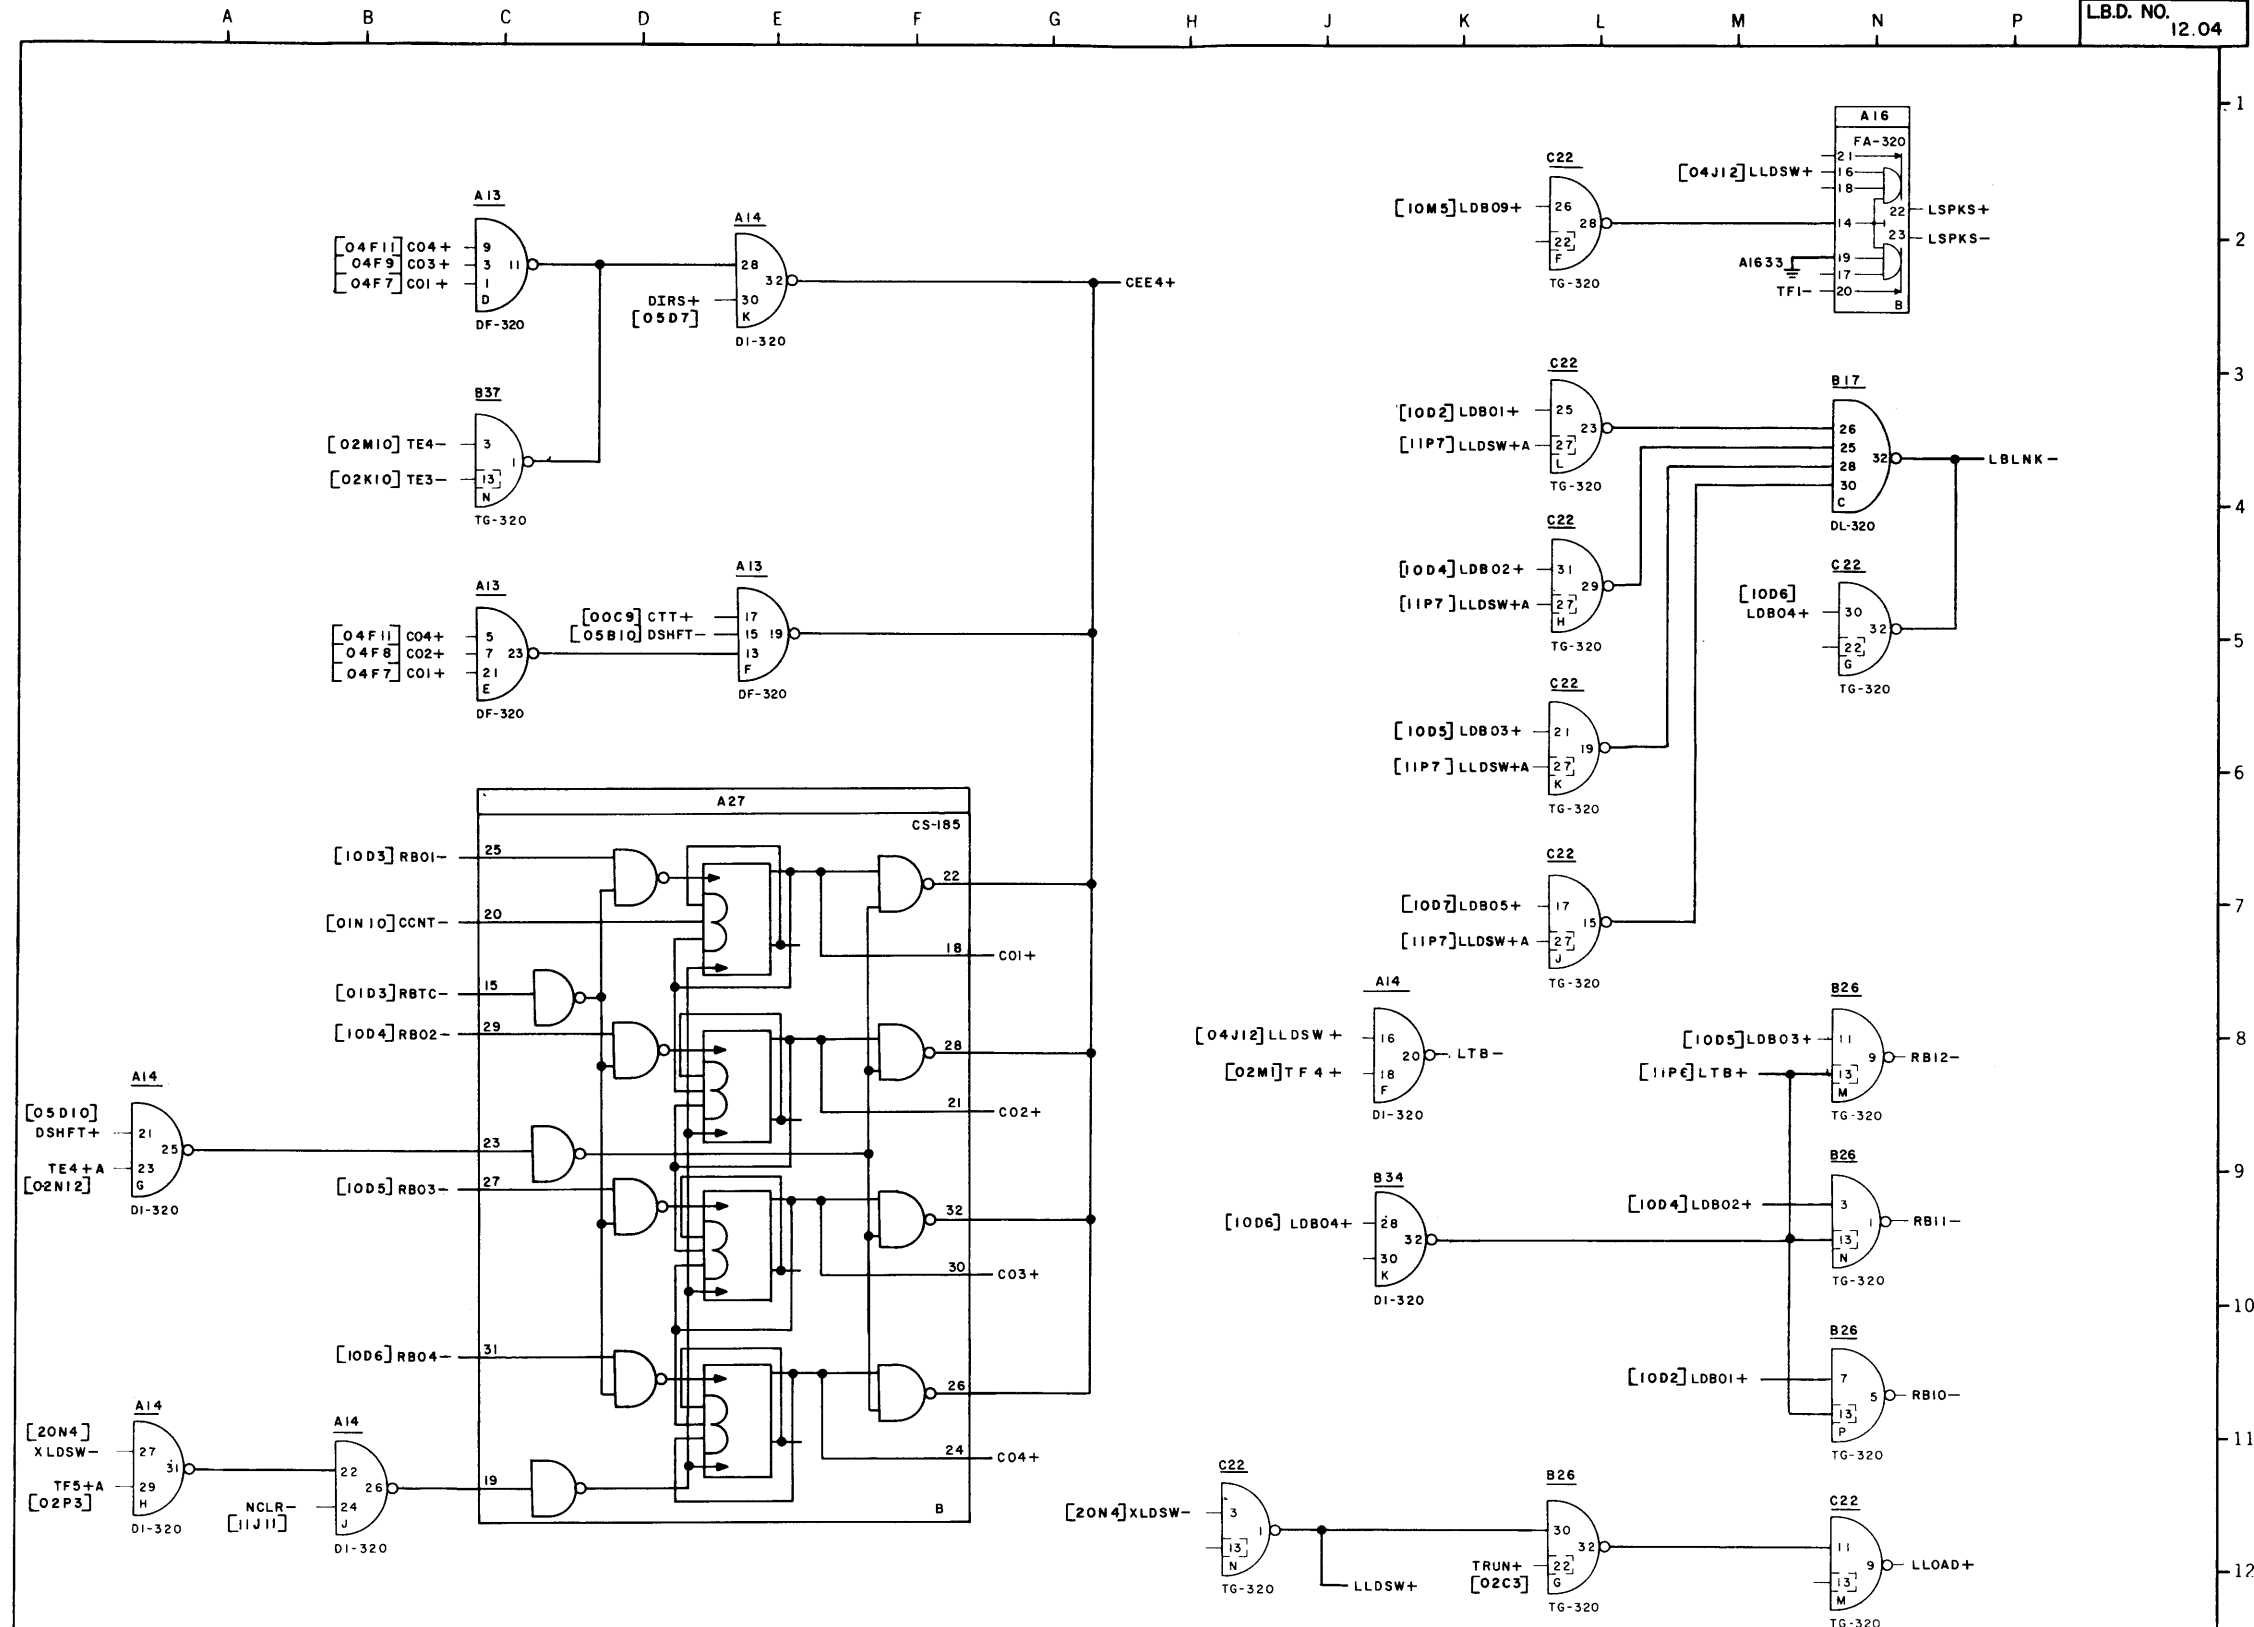 A B C D E F G H J K L M N P
L.B.D. NO.
12.04
1
2
3
4
5
6
7
8
9
10
11
12
A13
[04F11] C04+ 9
[04F9] C03+ 3 11
[04F7] C01+ 1
D
DF-320
A14
28
32
DIRS+ 30
[05D7]
K
DI-320
CEE4+
B37
[02M10] TE4- 3
1
[02K10] TE3- 13
N
TG-320
A13
[04F11] C04+ 5
[04F8] C02+ 7 23
[04F7] C01+ 21
E
DF-320
A13
[00C9] CTT+ 17
[05B10] DSHFT- 15 19
13
F
DF-320
A27
CS-185
[10D3] RB01- 25
22
[01N10] CCNT- 20
18 C01+
[01D3] RBTC- 15
[10D4] RB02- 29
28
21 C02+
23
[10D5] RB03- 27
32
30 C03+
[10D6] RB04- 31
26
24 C04+
19
B
A14
[05D10]
DSHFT+ 21
25
TE4+A 23
[02N12]
G
DI-320
A14
[20N4]
XLDSW- 27
31
TF5+A 29
[02P3]
H
DI-320
A14
22
26
NCLR- 24
[11J11]
J
DI-320
C22
[10M5] LDB09+ 26
28
22
F
TG-320
A16
FA-320
21
[04J12] LLDSW+ 16
18
22 LSPKS+
14
23 LSPKS-
A1633 19
17
TF1- 20
B
C22
[10D2] LDB01+ 25
23
[11P7] LLDSW+A 27
L
TG-320
B17
26
25
32 LBLNK-
28
30
C
DL-320
C22
[10D4] LDB02+ 31
29
[11P7] LLDSW+A 27
H
TG-320
C22
[10D6]
LDB04+ 30
32
22
G
TG-320
C22
[10D5] LDB03+ 21
19
[11P7] LLDSW+A 27
K
TG-320
C22
[10D7] LDB05+ 17
15
[11P7] LLDSW+A 27
J
TG-320
A14
[04J12] LLDSW+ 16
20 LTB-
[02M1] TF4+ 18
F
DI-320
B26
[10D5] LDB03+ 11
9 RB12-
LTB+ 13
M
TG-320
B34
[10D6] LDB04+ 28
32
30
K
DI-320
B26
[10D4] LDB02+ 3
1 RB11-
13
N
TG-320
B26
[10D2] LDB01+ 7
5 RB10-
13
P
TG-320
C22
[20N4] XLDSW- 3
1
13
N
TG-320
LLDSW+
B26
30
32
TRUN+ 22
[02C3]
G
TG-320
C22
11
9 LLOAD+
13
M
TG-320